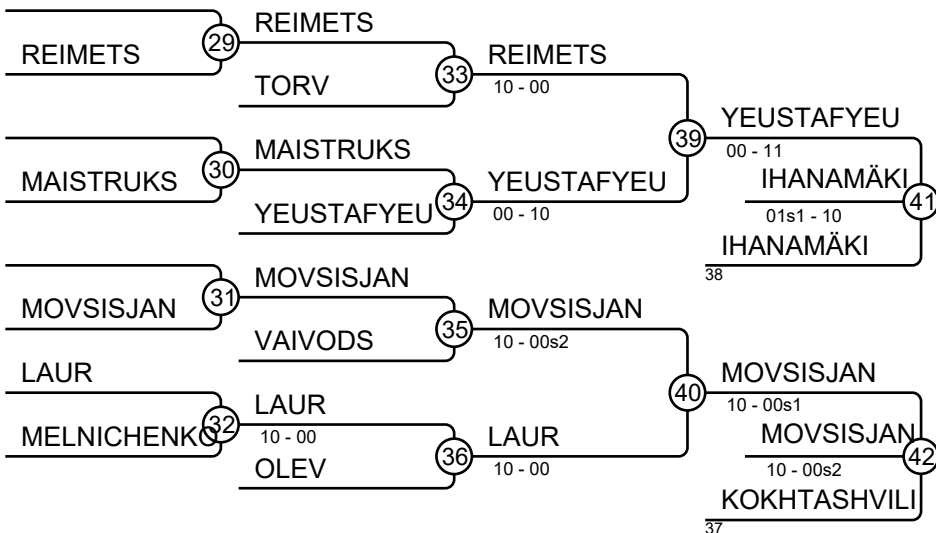 REIMETS
29
REIMETS
TORV
33
REIMETS
10 - 00
MAISTRUKS
30
MAISTRUKS
YEUSTAFYEU
34
YEUSTAFYEU
00 - 10
39
YEUSTAFYEU
00 - 11
IHANAMÄKI
01s1 - 10
41
IHANAMÄKI
38
MOVSISJAN
31
MOVSISJAN
VAIVODS
35
MOVSISJAN
10 - 00s2
LAUR
MELNICHENKO
32
LAUR
10 - 00
OLEV
36
LAUR
10 - 00
40
MOVSISJAN
10 - 00s1
MOVSISJAN
10 - 00s2
42
KOKHTASHVILI
37